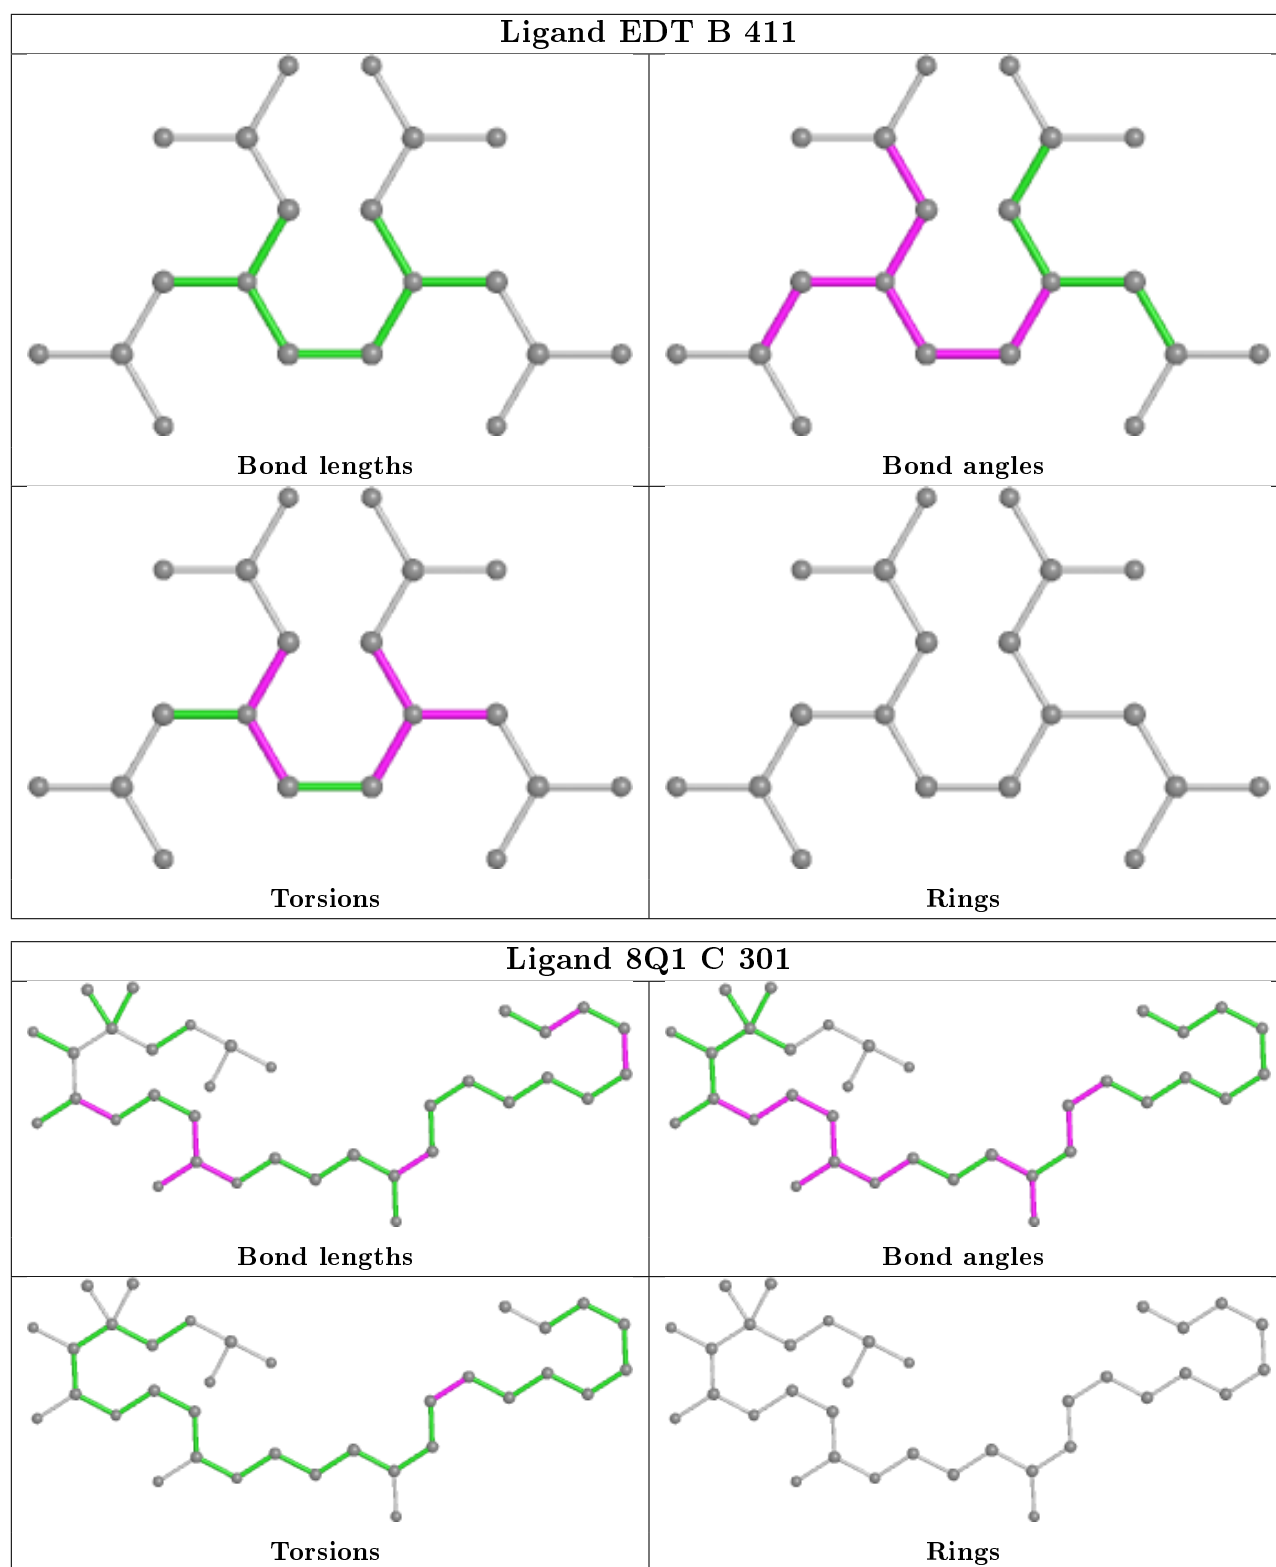 Ligand EDT B 411
Bond lengths
Bond angles
Torsions
Rings
Ligand 8Q1 C 301
Bond lengths
Bond angles
Torsions
Rings